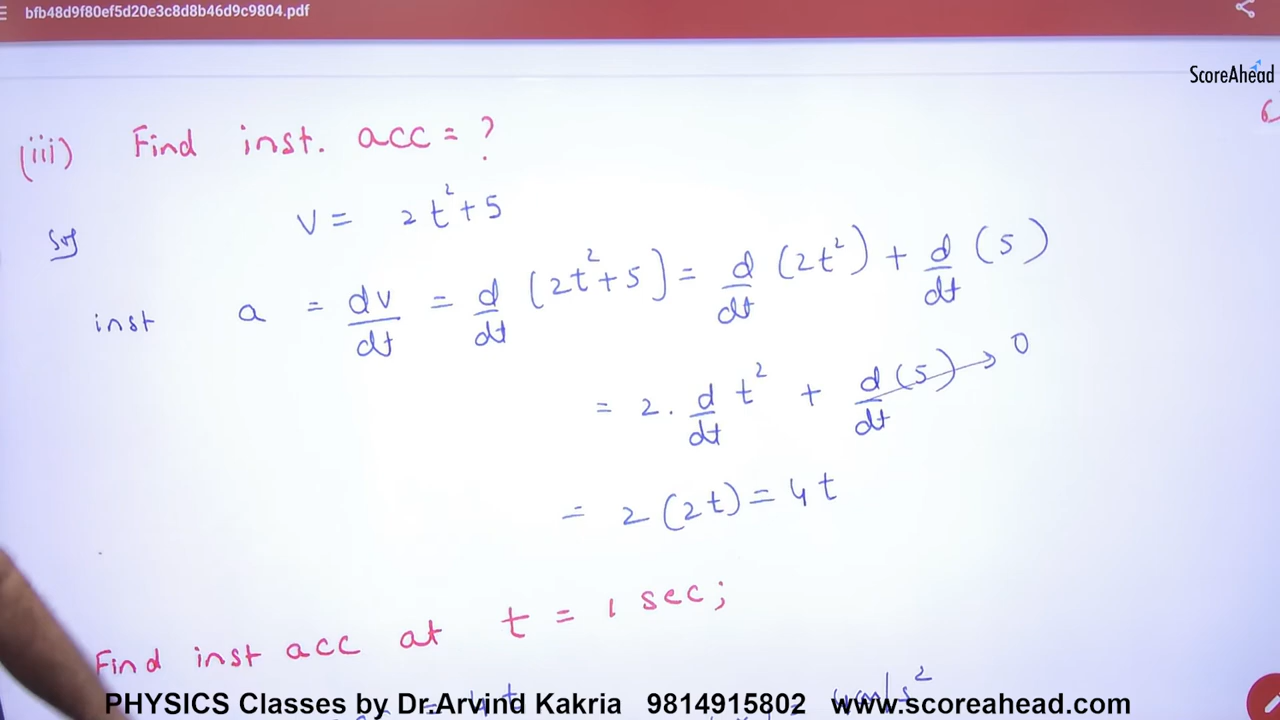 bfb48d9f80ef5d20e3c8d8b46d9c9804.pdf
ScoreAhead
(iii) Find inst. acc = ?
Sol
v = 2t²+5
inst a = dv/dt = d/dt (2t²+5) = d/dt (2t²) + d/dt (5)
= 2. d/dt t² + d/dt (5) → 0
= 2 (2t) = 4t
Find inst acc at t = 1 sec;
PHYSICS Classes by Dr.Arvind Kakria 9814915802 www.scoreahead.com